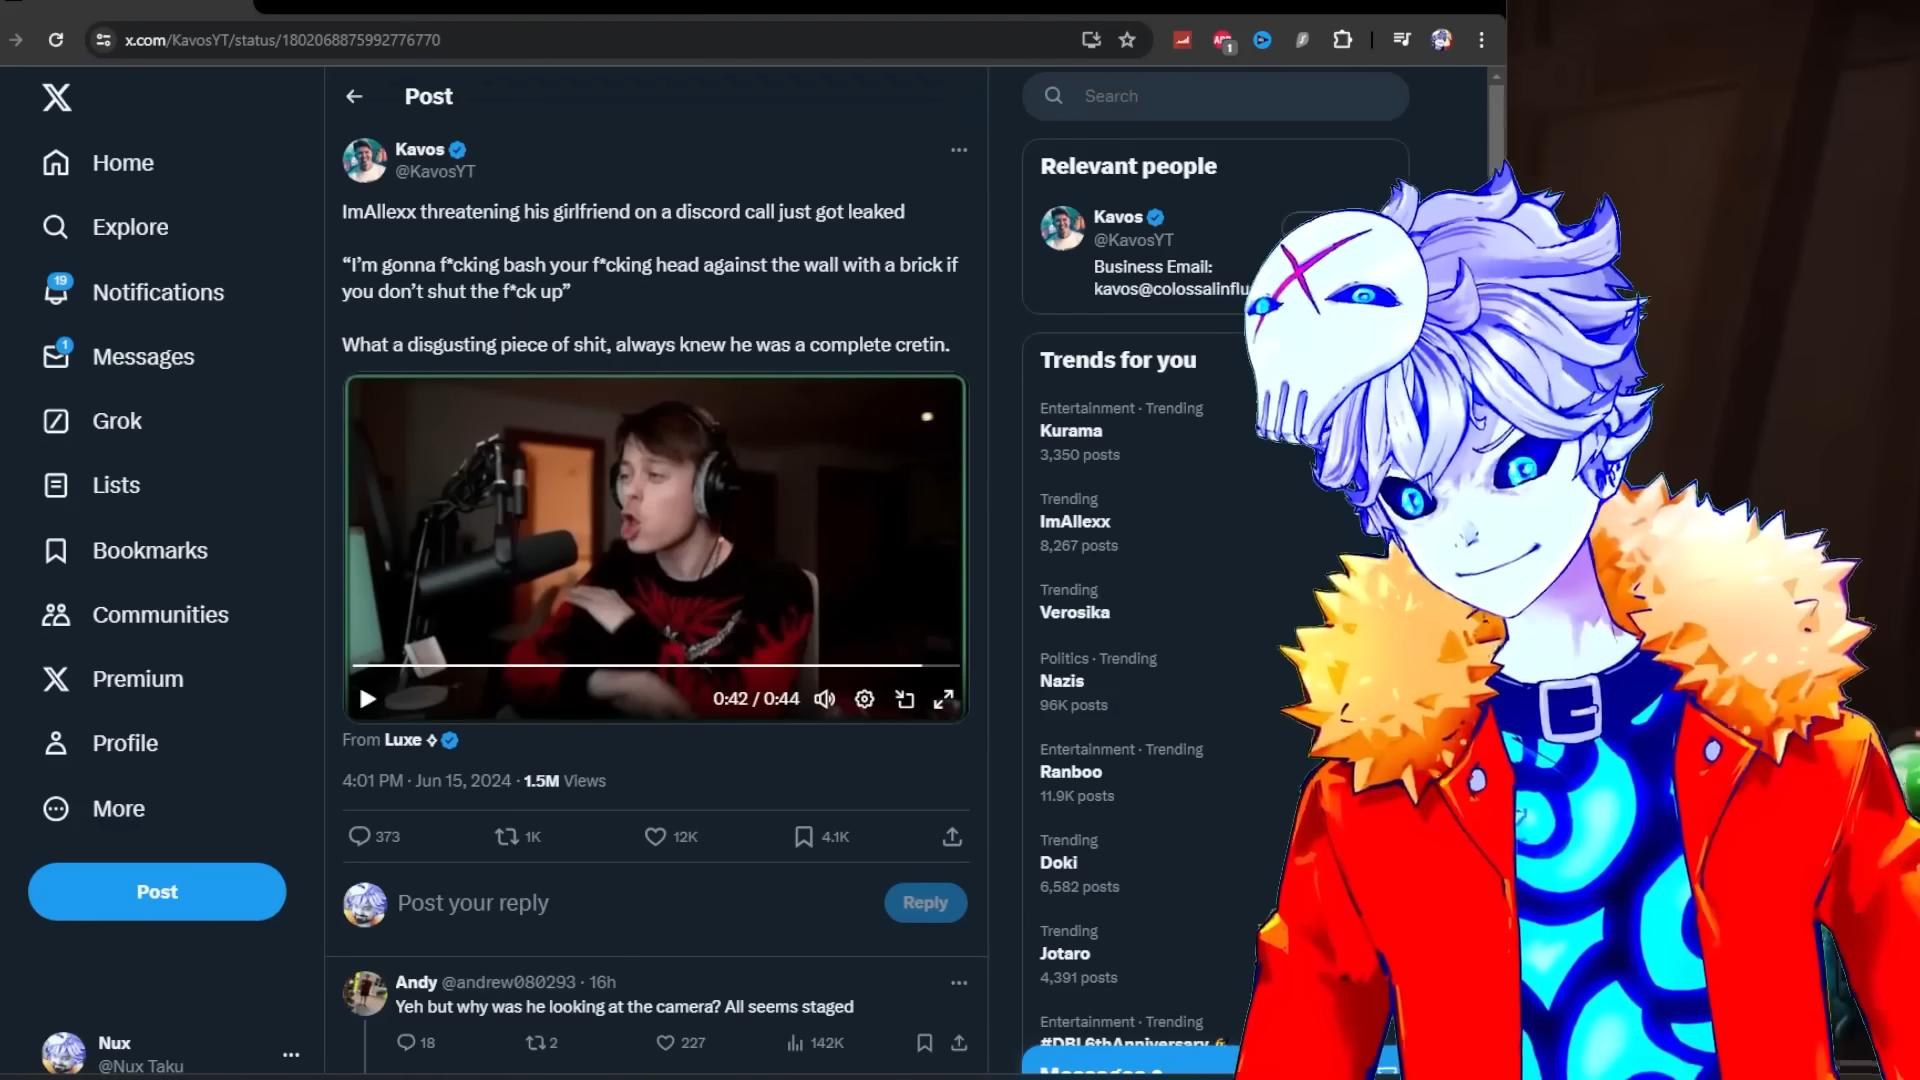 x.com/KavosYT/status/1802068875992776770
1
Home
Explore
19
Notifications
1
Messages
Grok
Lists
Bookmarks
Communities
Premium
Profile
More
Post
Nux
@Nux Taku
Post
Kavos
@KavosYT
ImAllexx threatening his girlfriend on a discord call just got leaked
“I’m gonna f*cking bash your f*cking head against the wall with a brick if
you don’t shut the f*ck up”
What a disgusting piece of shit, always knew he was a complete cretin.
0:42 / 0:44
From Luxe
4:01 PM · Jun 15, 2024 · 1.5M Views
373
1K
12K
4.1K
Post your reply
Reply
Andy @andrew080293 · 16h
Yeh but why was he looking at the camera? All seems staged
18
2
227
142K
Search
Relevant people
Kavos
@KavosYT
Business Email:
Trends for you
Entertainment · Trending
Kurama
3,350 posts
Trending
ImAllexx
8,267 posts
Trending
Verosika
Politics · Trending
Nazis
96K posts
Entertainment · Trending
Ranboo
11.9K posts
Trending
Doki
6,582 posts
Trending
Jotaro
4,391 posts
Entertainment · Trending
#DBL6thAnniversary
Messages